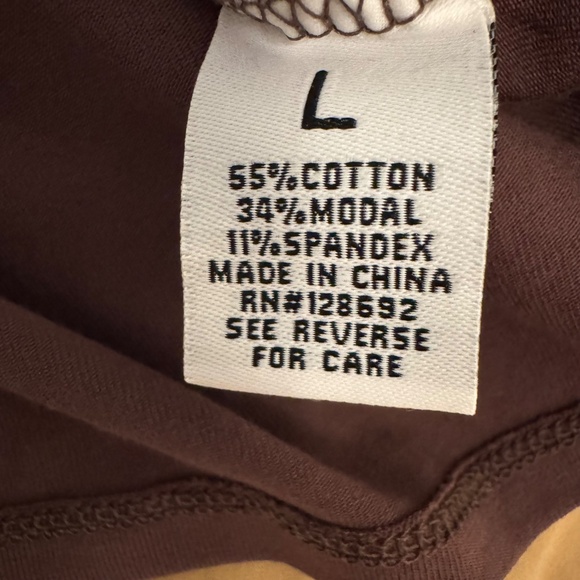 L
55%COTTON
34%MODAL
11%SPANDEX
MADE IN CHINA
RN#128692
SEE REVERSE
FOR CARE